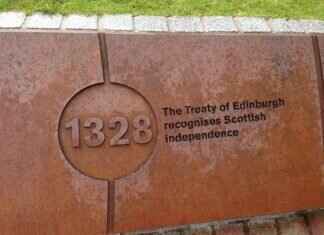 1328
The Treaty of Edinburgh
recognises Scottish
independence